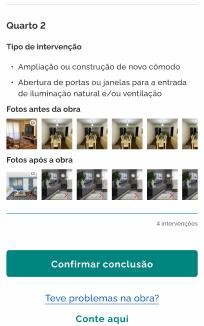 Quarto 2
Tipo de intervenção
• Ampliação ou construção de novo cômodo
• Abertura de portas ou janelas para a entrada
de iluminação natural e/ou ventilação
Fotos antes da obra
Fotos após a obra
4 intervenções
Confirmar conclusão
Teve problemas na obra?
Conte aqui